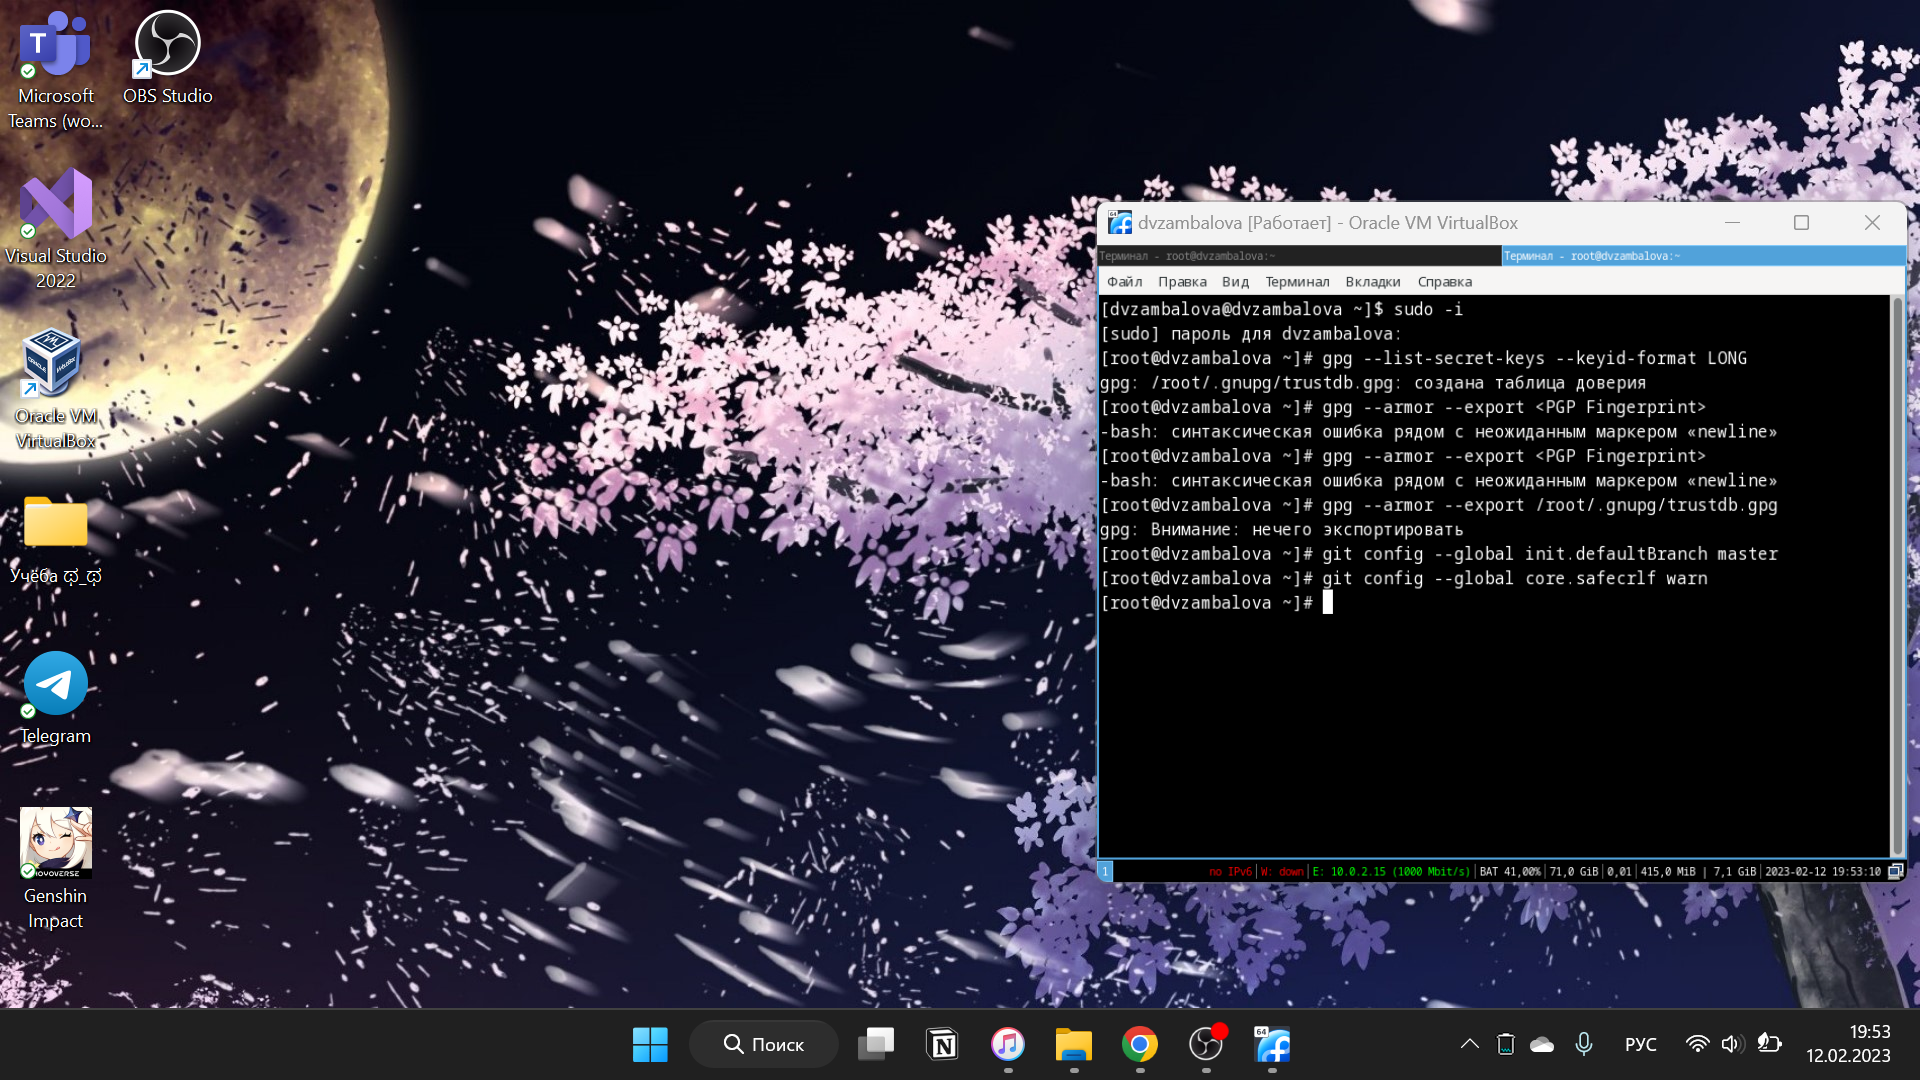 Microsoft
Teams (wo...
OBS Studio
Visual Studio
2022
Oracle VM
VirtualBox
Учёба ಥ_ಥ
Telegram
HOYOVERSE
Genshin
Impact
dvzambalova [Работает] - Oracle VM VirtualBox
Терминал - root@dvzambalova:~
Терминал - root@dvzambalova:~
Файл Правка Вид Терминал Вкладки Справка
[dvzambalova@dvzambalova ~]$ sudo -i
[sudo] пароль для dvzambalova:
[root@dvzambalova ~]# gpg --list-secret-keys --keyid-format LONG
gpg: /root/.gnupg/trustdb.gpg: создана таблица доверия
[root@dvzambalova ~]# gpg --armor --export <PGP Fingerprint>
-bash: синтаксическая ошибка рядом с неожиданным маркером «newline»
[root@dvzambalova ~]# gpg --armor --export <PGP Fingerprint>
-bash: синтаксическая ошибка рядом с неожиданным маркером «newline»
[root@dvzambalova ~]# gpg --armor --export /root/.gnupg/trustdb.gpg
gpg: Внимание: нечего экспортировать
[root@dvzambalova ~]# git config --global init.defaultBranch master
[root@dvzambalova ~]# git config --global core.safecrlf warn
[root@dvzambalova ~]#
1 no IPv6 | W: down | E: 10.0.2.15 (1000 Mbit/s) | BAT 41,00% | 71,0 GiB | 0,01 | 415,0 MiB | 7,1 GiB | 2023-02-12 19:53:10
Поиск
64
РУС
19:53
12.02.2023